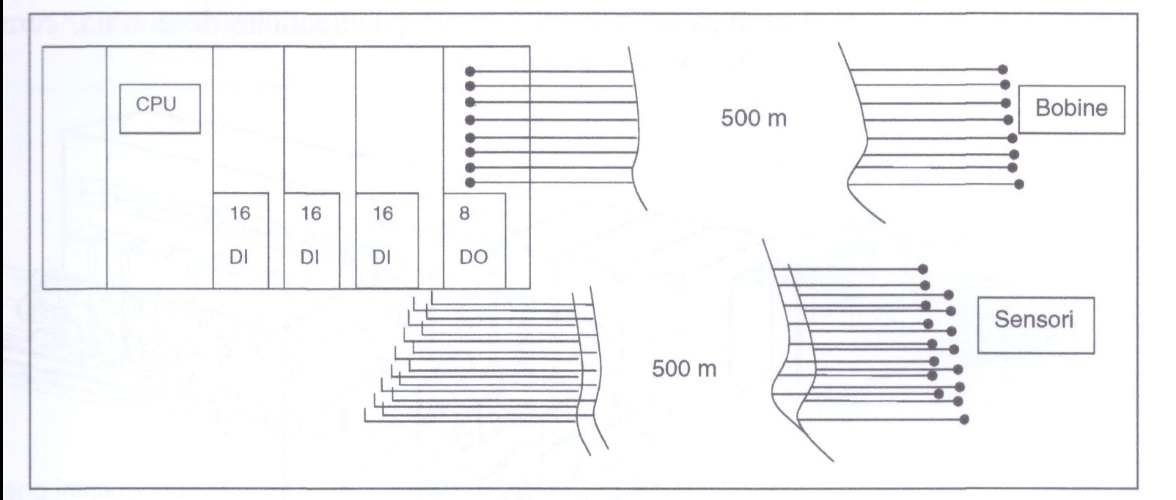 CPU
500 m
Bobine
16
16
16
8
DI
DI
DI
DO
500 m
Sensori